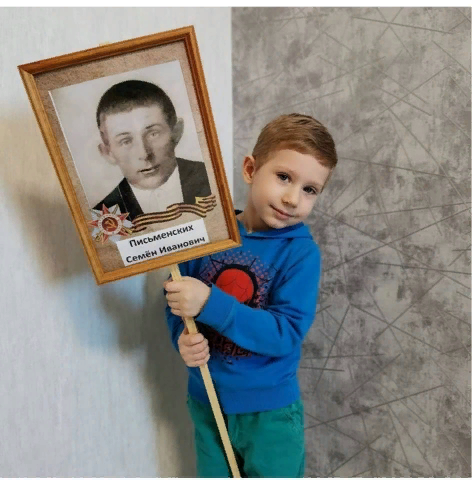 Письменских
Семён Иванович